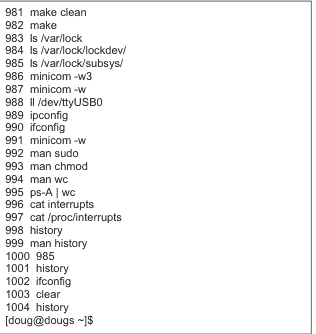 981 make clean
982 make
983 ls /var/lock
984 ls /var/lock/lockdev/
985 ls /var/lock/subsys/
986 minicom -w3
987 minicom -w
988 ll /dev/ttyUSB0
989 ipconfig
990 ifconfig
991 minicom -w
992 man sudo
993 man chmod
994 man wc
995 ps-A | wc
996 cat interrupts
997 cat /proc/interrupts
998 history
999 man history
1000 985
1001 history
1002 ifconfig
1003 clear
1004 history
[doug@dougs ~]$